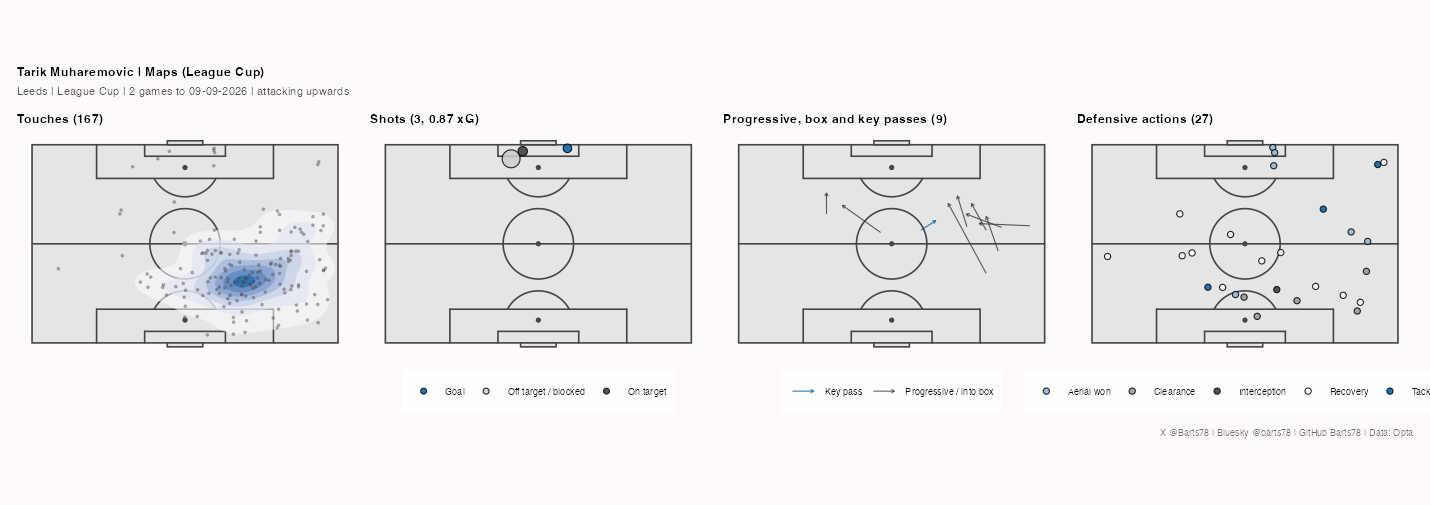 Tarik Muharemovic | Maps (League Cup)
Leeds | League Cup | 2 games to 09-09-2026 | attacking upwards
Touches (167)
Shots (3, 0.87 xG)
Progressive, box and key passes (9)
Defensive actions (27)
Goal
Off target / blocked
On target
Key pass
Progressive / into box
Aerial won
Clearance
Interception
Recovery
Tack
X @Barts78 | Bluesky @barts78 | GitHub Barts78 | Data: Opta